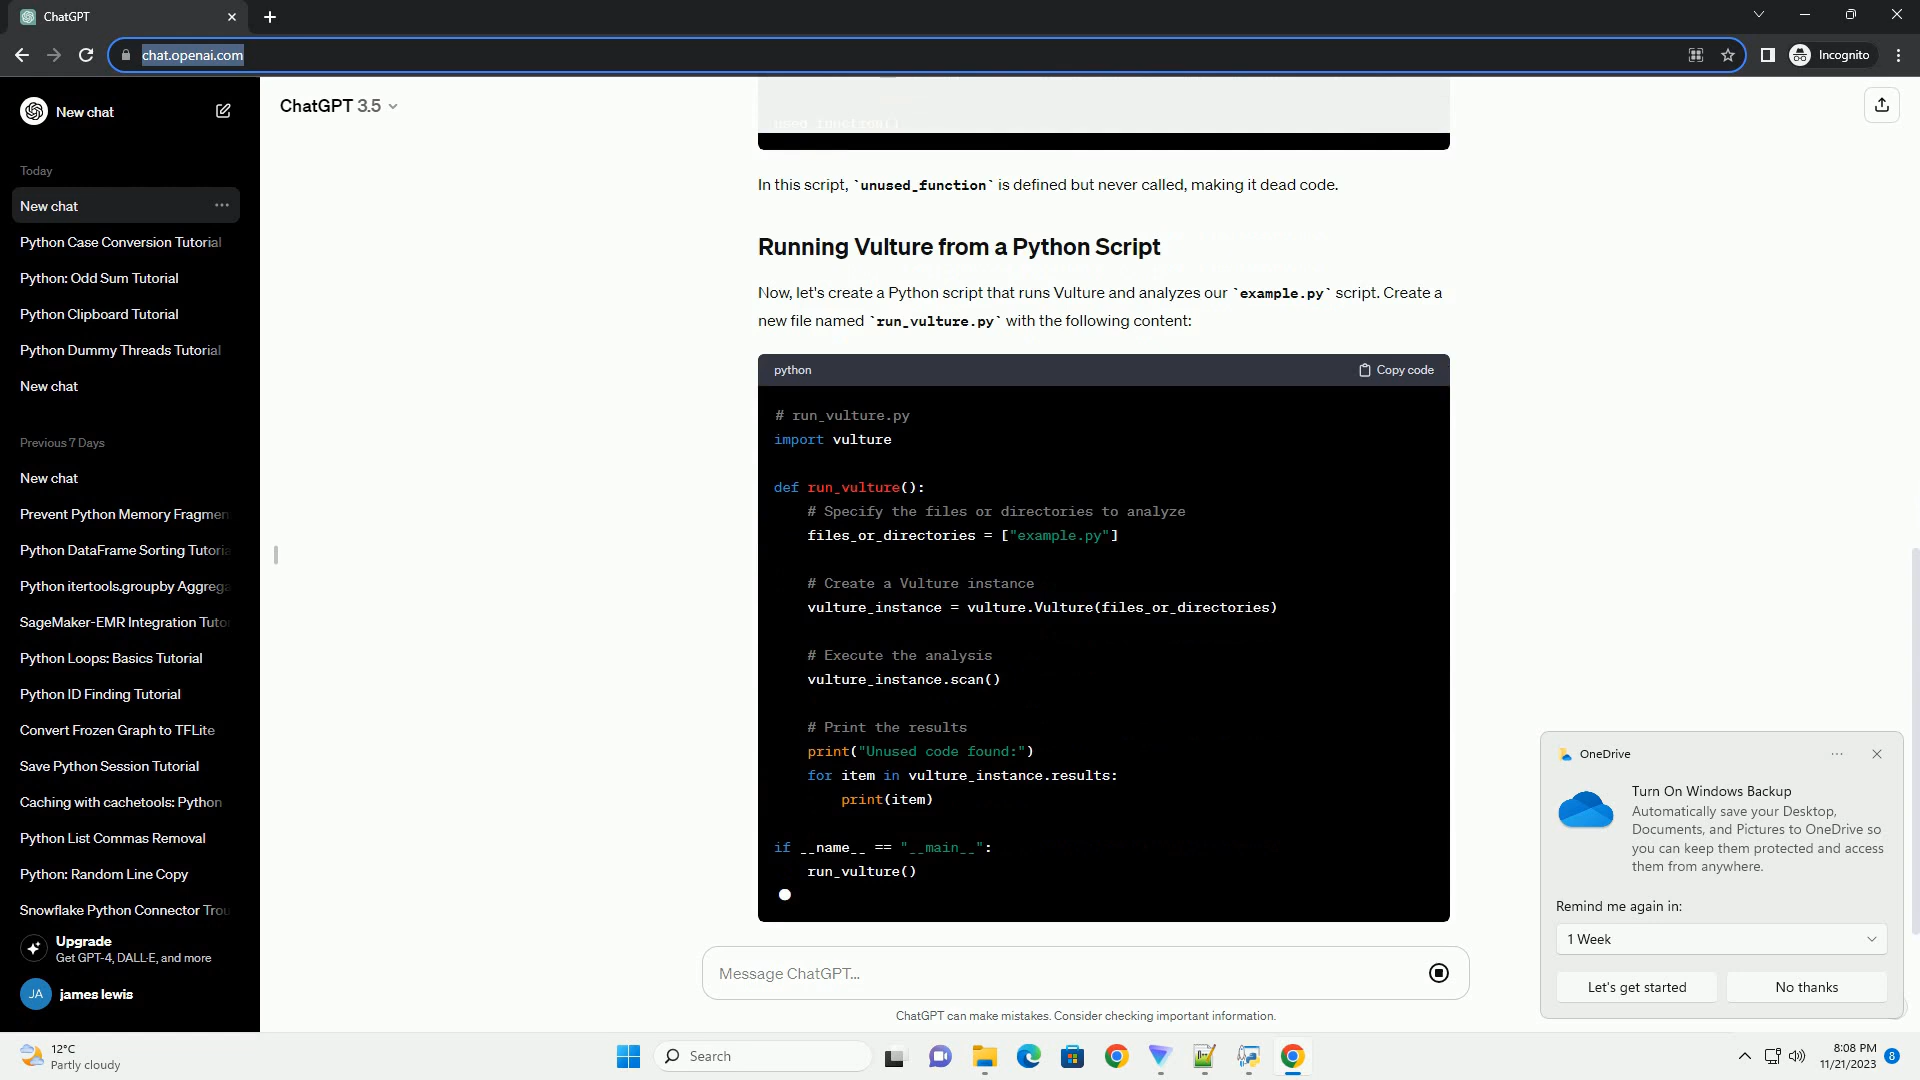 ChatGPT
chat.openai.com
Incognito
New chat
Today
New chat
Python Case Conversion Tutorial
Python: Odd Sum Tutorial
Python Clipboard Tutorial
Python Dummy Threads Tutorial
New chat
Previous 7 Days
New chat
Prevent Python Memory Fragmen
Python DataFrame Sorting Tutoria
Python itertools.groupby Aggrega
SageMaker-EMR Integration Tuto
Python Loops: Basics Tutorial
Python ID Finding Tutorial
Convert Frozen Graph to TFLite
Save Python Session Tutorial
Caching with cachetools: Python
Python List Commas Removal
Python: Random Line Copy
Snowflake Python Connector Trou
Upgrade
Get GPT-4, DALL·E, and more
JA james lewis
ChatGPT 3.5
used_function()
In this script, `unused_function` is defined but never called, making it dead code.
Running Vulture from a Python Script
Now, let's create a Python script that runs Vulture and analyzes our `example.py` script. Create a
new file named `run_vulture.py` with the following content:
python Copy code
# run_vulture.py
import vulture
def run_vulture():
# Specify the files or directories to analyze
files_or_directories = ["example.py"]
# Create a Vulture instance
vulture_instance = vulture.Vulture(files_or_directories)
# Execute the analysis
vulture_instance.scan()
# Print the results
print("Unused code found:")
for item in vulture_instance.results:
print(item)
if __name__ == "__main__":
run_vulture()
Message ChatGPT...
ChatGPT can make mistakes. Consider checking important information.
OneDrive
Turn On Windows Backup
Automatically save your Desktop,
Documents, and Pictures to OneDrive so
you can keep them protected and access
them from anywhere.
Remind me again in:
1 Week
Let's get started No thanks
12°C
Partly cloudy
Search
8:08 PM
11/21/2023
8